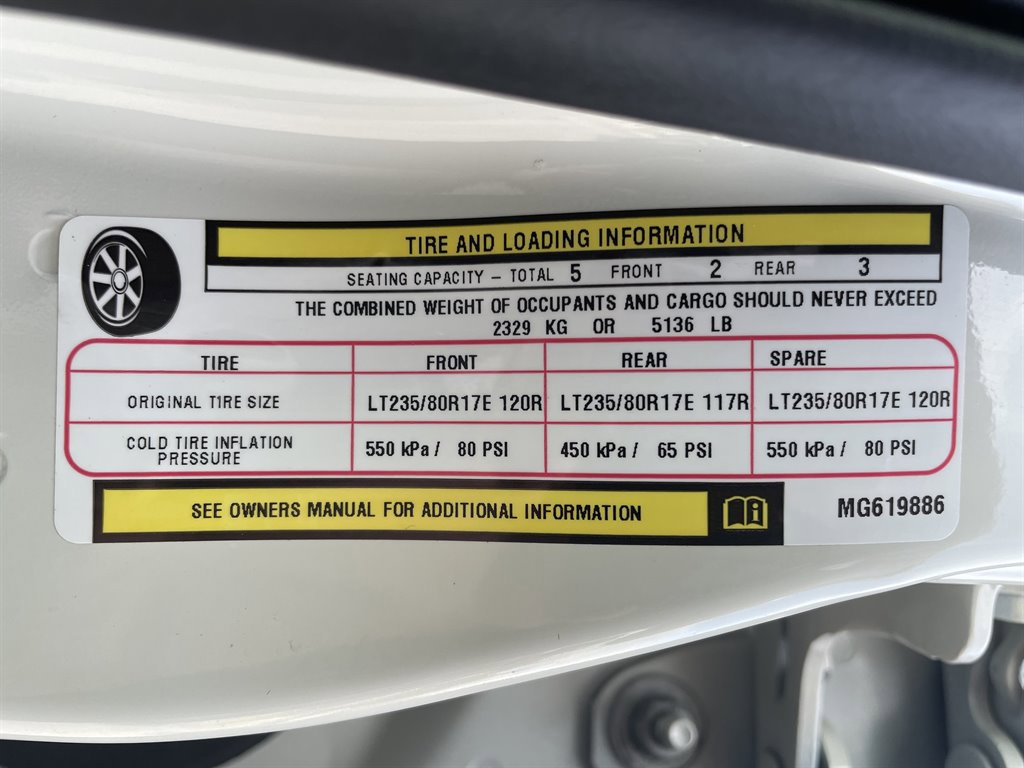 TIRE AND LOADING INFORMATION
SEATING CAPACITY – TOTAL 5 FRONT 2 REAR 3
THE COMBINED WEIGHT OF OCCUPANTS AND CARGO SHOULD NEVER EXCEED
2329 KG OR 5136 LB
TIRE FRONT REAR SPARE
ORIGINAL TIRE SIZE LT235/80R17E 120R LT235/80R17E 117R LT235/80R17E 120R
COLD TIRE INFLATION
PRESSURE 550 kPa / 80 PSI 450 kPa / 65 PSI 550 kPa / 80 PSI
SEE OWNERS MANUAL FOR ADDITIONAL INFORMATION
MG619886